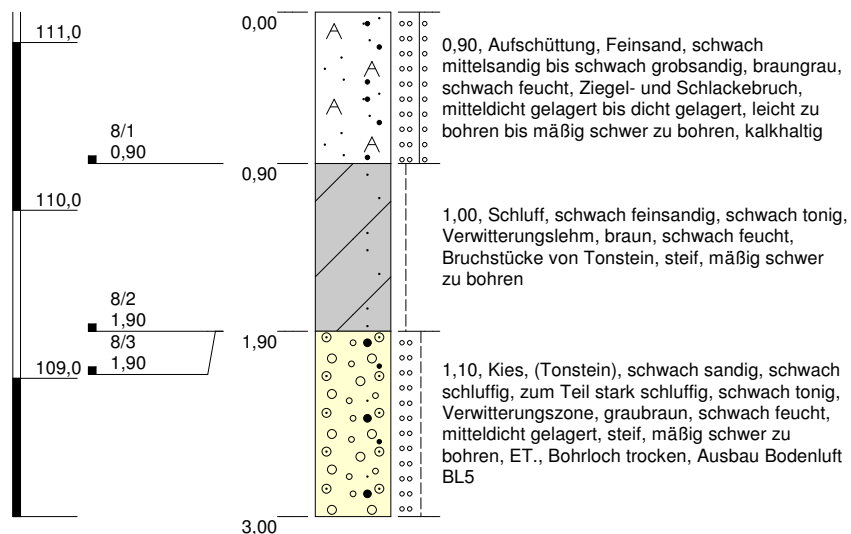 0,00
111,0
0,90, Aufschüttung, Feinsand, schwach
mittelsandig bis schwach grobsandig, braungrau,
schwach feucht, Ziegel- und Schlackebruch,
mitteldicht gelagert bis dicht gelagert, leicht zu
bohren bis mäßig schwer zu bohren, kalkhaltig
8/1
0,90
0,90
110,0
1,00, Schluff, schwach feinsandig, schwach tonig,
Verwitterungslehm, braun, schwach feucht,
Bruchstücke von Tonstein, steif, mäßig schwer
zu bohren
8/2
1,90
8/3
1,90
1,90
109,0
1,10, Kies, (Tonstein), schwach sandig, schwach
schluffig, zum Teil stark schluffig, schwach tonig,
Verwitterungszone, graubraun, schwach feucht,
mitteldicht gelagert, steif, mäßig schwer zu
bohren, ET., Bohrloch trocken, Ausbau Bodenluft
BL5
3,00